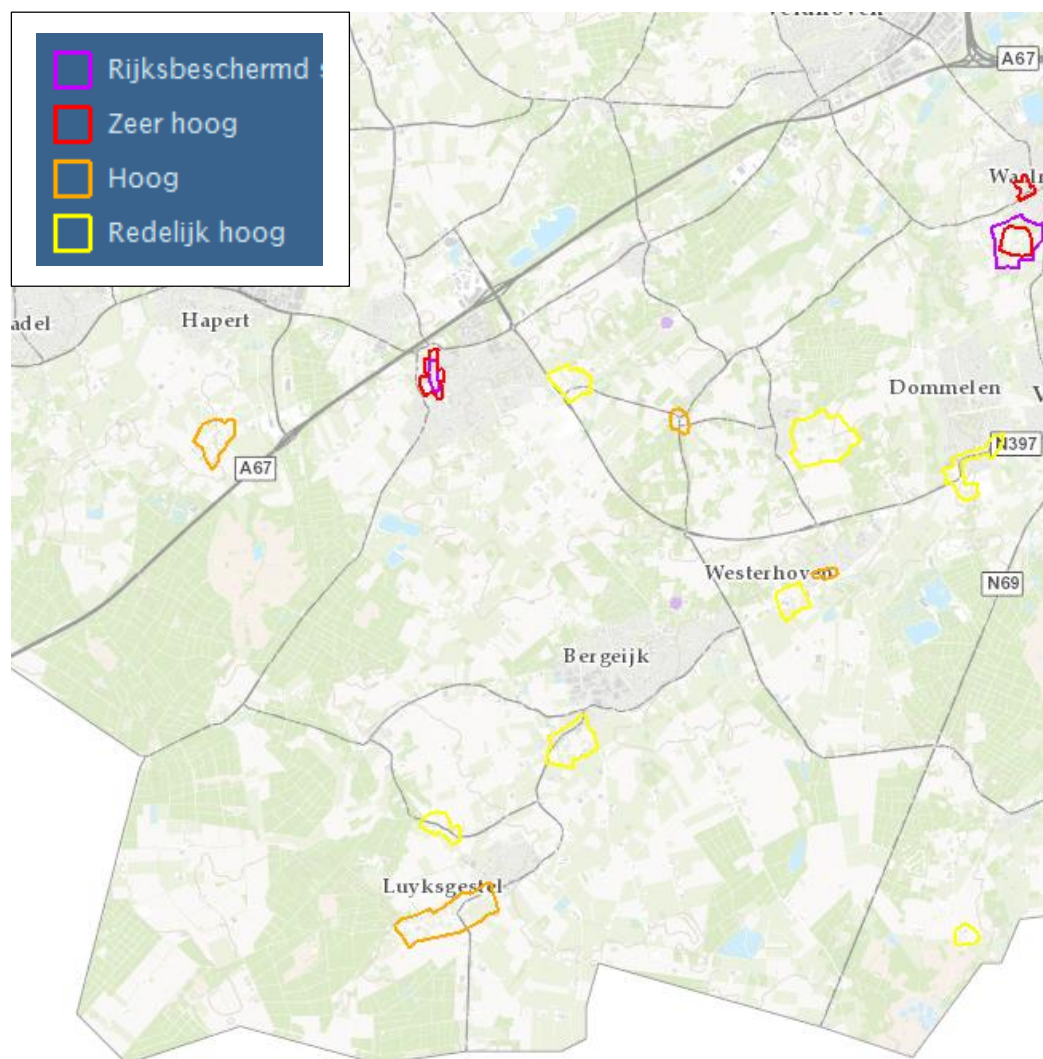 Rijksbeschermd
Zeer hoog
Hoog
Redelijk hoog
A67
Hapert
Dommelen
N397
A67
Westerhoven
N69
Bergeijk
Luyksgestel